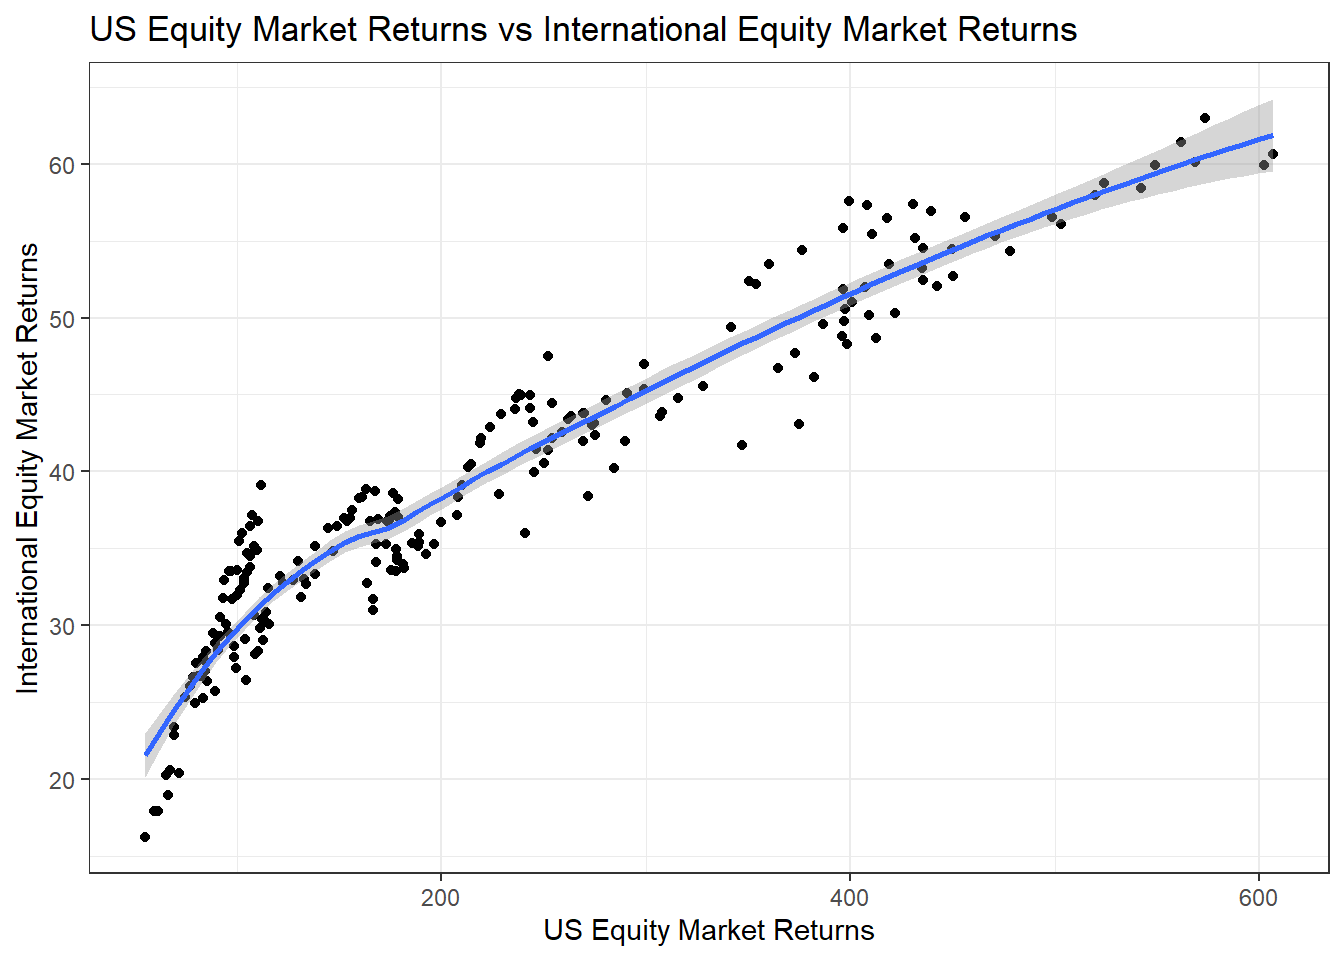 US Equity Market Returns vs International Equity Market Returns
International Equity Market Returns
60
50
40
30
20
200
400
600
US Equity Market Returns